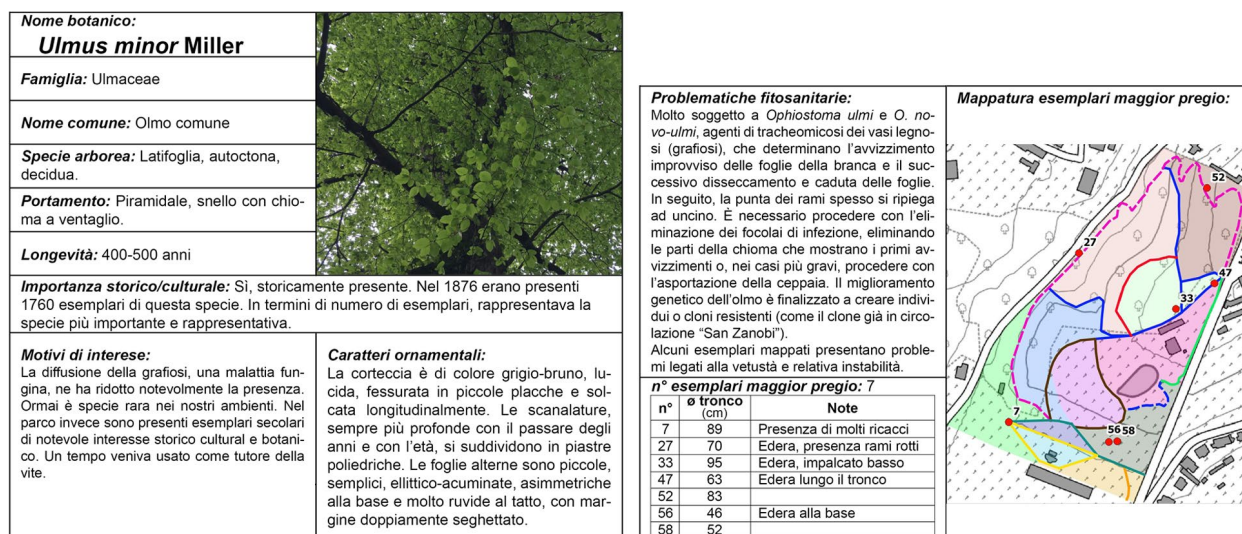 Nome botanico:
Ulmus minor Miller
Famiglia: Ulmaceae
Nome comune: Olmo comune
Specie arborea: Latifoglia, autoctona,
decidua.
Portamento: Piramidale, snello con chio-
ma a ventaglio.
Longevità: 400-500 anni
Importanza storico/culturale: Sì, storicamente presente. Nel 1876 erano presenti
1760 esemplari di questa specie. In termini di numero di esemplari, rappresentava la
specie più importante e rappresentativa.
Motivi di interesse:
La diffusione della grafiosi, una malattia fun-
gina, ne ha ridotto notevolmente la presenza.
Ormai è specie rara nei nostri ambienti. Nel
parco invece sono presenti esemplari secolari
di notevole interesse storico cultural e botani-
co. Un tempo veniva usato come tutore della
vite.
Caratteri ornamentali:
La corteccia è di colore grigio-bruno, lu-
cida, fessurata in piccole placche e sol-
cata longitudinalmente. Le scanalature,
sempre più profonde con il passare degli
anni e con l'età, si suddividono in piastre
poliedriche. Le foglie alterne sono piccole,
semplici, ellittico-acuminate, asimmetriche
alla base e molto ruvide al tatto, con mar-
gine doppiamente seghettato.
Problematiche fitosanitarie:
Molto soggetto a Ophiostoma ulmi e O. no-
vo-ulmi, agenti di tracheomicosi dei vasi legno-
si (grafiosi), che determinano l'avvizzimento
improvviso delle foglie della branca e il suc-
cessivo disseccamento e caduta delle foglie.
In seguito, la punta dei rami spesso si ripiega
ad uncino. È necessario procedere con l'eli-
minazione dei focolai di infezione, eliminando
le parti della chioma che mostrano i primi av-
vizzimenti o, nei casi più gravi, procedere con
l'asportazione della ceppaia. Il miglioramento
genetico dell'olmo è finalizzato a creare indivi-
dui o cloni resistenti (come il clone già in circo-
lazione "San Zanobi").
Alcuni esemplari mappati presentano proble-
mi legati alla vetustà e relativa instabilità.
n° esemplari maggior pregio: 7
n° ø tronco (cm) Note
7 89 Presenza di molti ricacci
27 70 Edera, presenza rami rotti
33 95 Edera, impalcato basso
47 63 Edera lungo il tronco
52 83
56 46 Edera alla base
58 52
Mappatura esemplari maggior pregio:
52
27
47
33
7
56 58